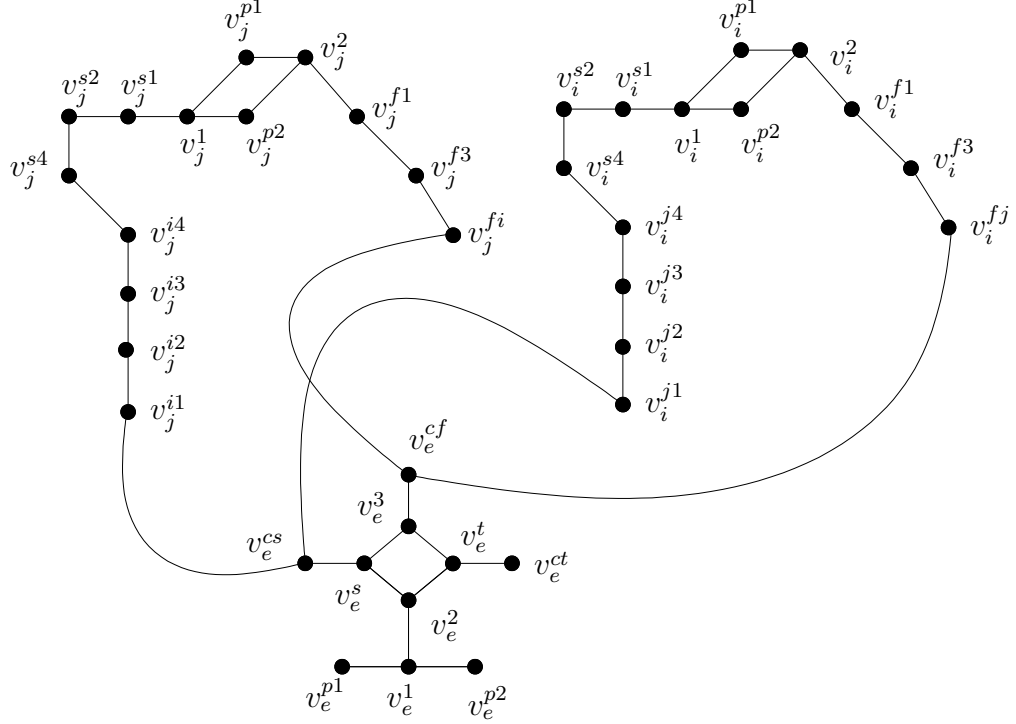 v_j^{p1}
v_j^2
v_j^{s2}
v_j^{s1}
v_j^{f1}
v_j^1
v_j^{p2}
v_j^{s4}
v_j^{f3}
v_j^{i4}
v_j^{fi}
v_j^{i3}
v_j^{i2}
v_j^{i1}
v_i^{p1}
v_i^2
v_i^{s2}
v_i^{s1}
v_i^{f1}
v_i^1
v_i^{p2}
v_i^{s4}
v_i^{f3}
v_i^{j4}
v_i^{fj}
v_i^{j3}
v_i^{j2}
v_i^{j1}
v_e^{cf}
v_e^3
v_e^{cs}
v_e^t
v_e^{ct}
v_e^s
v_e^2
v_e^{p1}
v_e^1
v_e^{p2}